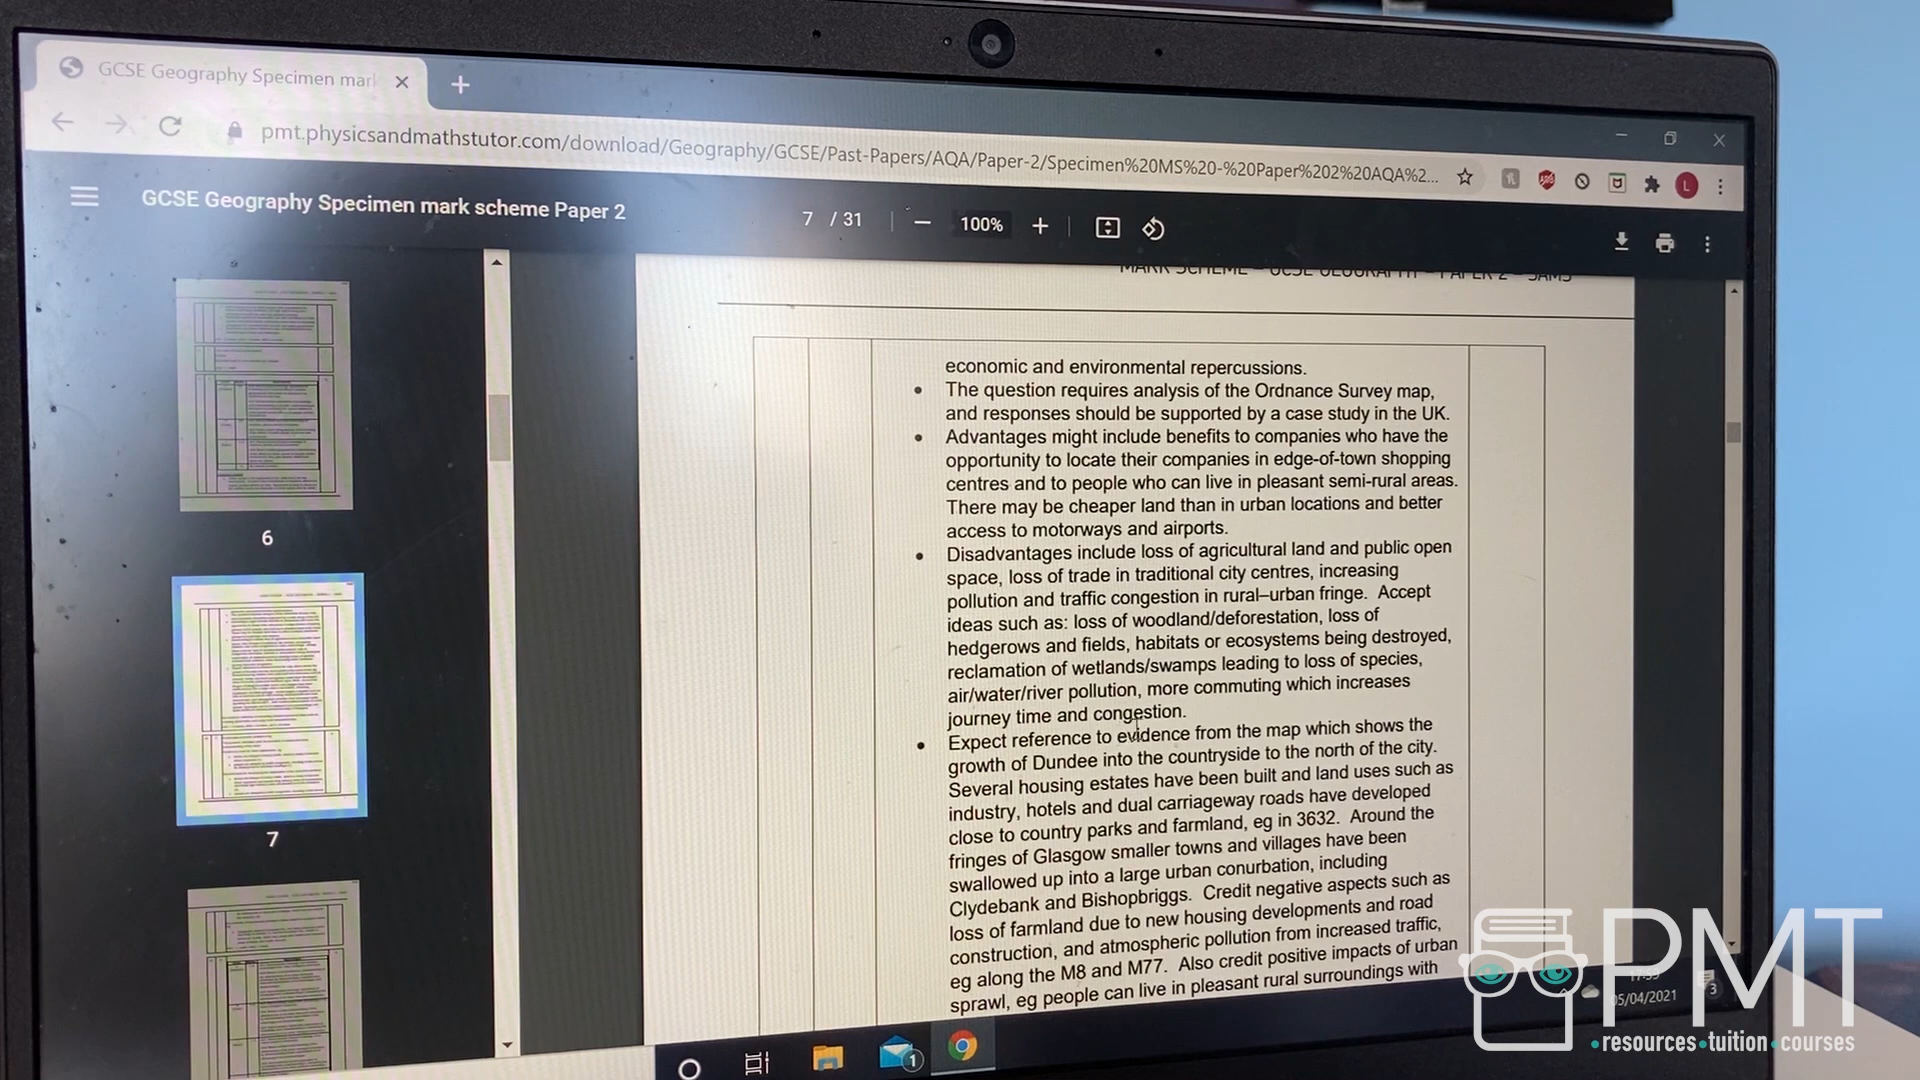 GCSE Geography Specimen mar
pmt.physicsandmathstutor.com/download/Geography/GCSE/Past-Papers/AQA/Paper-2/Specimen%20MS%20-%20Paper%202%20AQA%2...
L
GCSE Geography Specimen mark scheme Paper 2
7 / 31
100%
MARK SCHEME – GCSE GEOGRAPHY – PAPER 2 – SAMS
economic and environmental repercussions.
• The question requires analysis of the Ordnance Survey map,
and responses should be supported by a case study in the UK.
• Advantages might include benefits to companies who have the
opportunity to locate their companies in edge-of-town shopping
centres and to people who can live in pleasant semi-rural areas.
There may be cheaper land than in urban locations and better
access to motorways and airports.
• Disadvantages include loss of agricultural land and public open
space, loss of trade in traditional city centres, increasing
pollution and traffic congestion in rural–urban fringe. Accept
ideas such as: loss of woodland/deforestation, loss of
hedgerows and fields, habitats or ecosystems being destroyed,
reclamation of wetlands/swamps leading to loss of species,
air/water/river pollution, more commuting which increases
journey time and congestion.
• Expect reference to evidence from the map which shows the
growth of Dundee into the countryside to the north of the city.
Several housing estates have been built and land uses such as
industry, hotels and dual carriageway roads have developed
close to country parks and farmland, eg in 3632. Around the
fringes of Glasgow smaller towns and villages have been
swallowed up into a large urban conurbation, including
Clydebank and Bishopbriggs. Credit negative aspects such as
loss of farmland due to new housing developments and road
construction, and atmospheric pollution from increased traffic,
eg along the M8 and M77. Also credit positive impacts of urban
sprawl, eg people can live in pleasant rural surroundings with
6
7
1
05/04/2021
3
PMT
•resources•tuition•courses